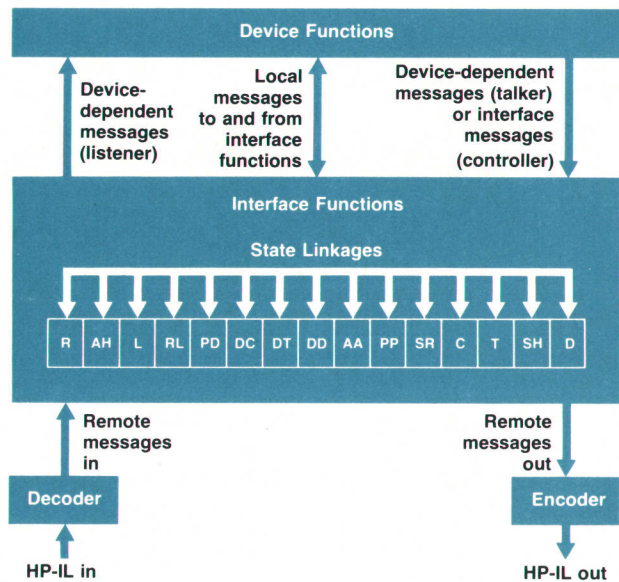 Device Functions
Device-
dependent
messages
(listener)
Local
messages
to and from
interface
functions
Device-dependent
messages (talker)
or interface
messages
(controller)
Interface Functions
State Linkages
R AH L RL PD DC DT DD AA PP SR C T SH D
Remote
messages
in
Remote
messages
out
Decoder
Encoder
HP-IL in
HP-IL out